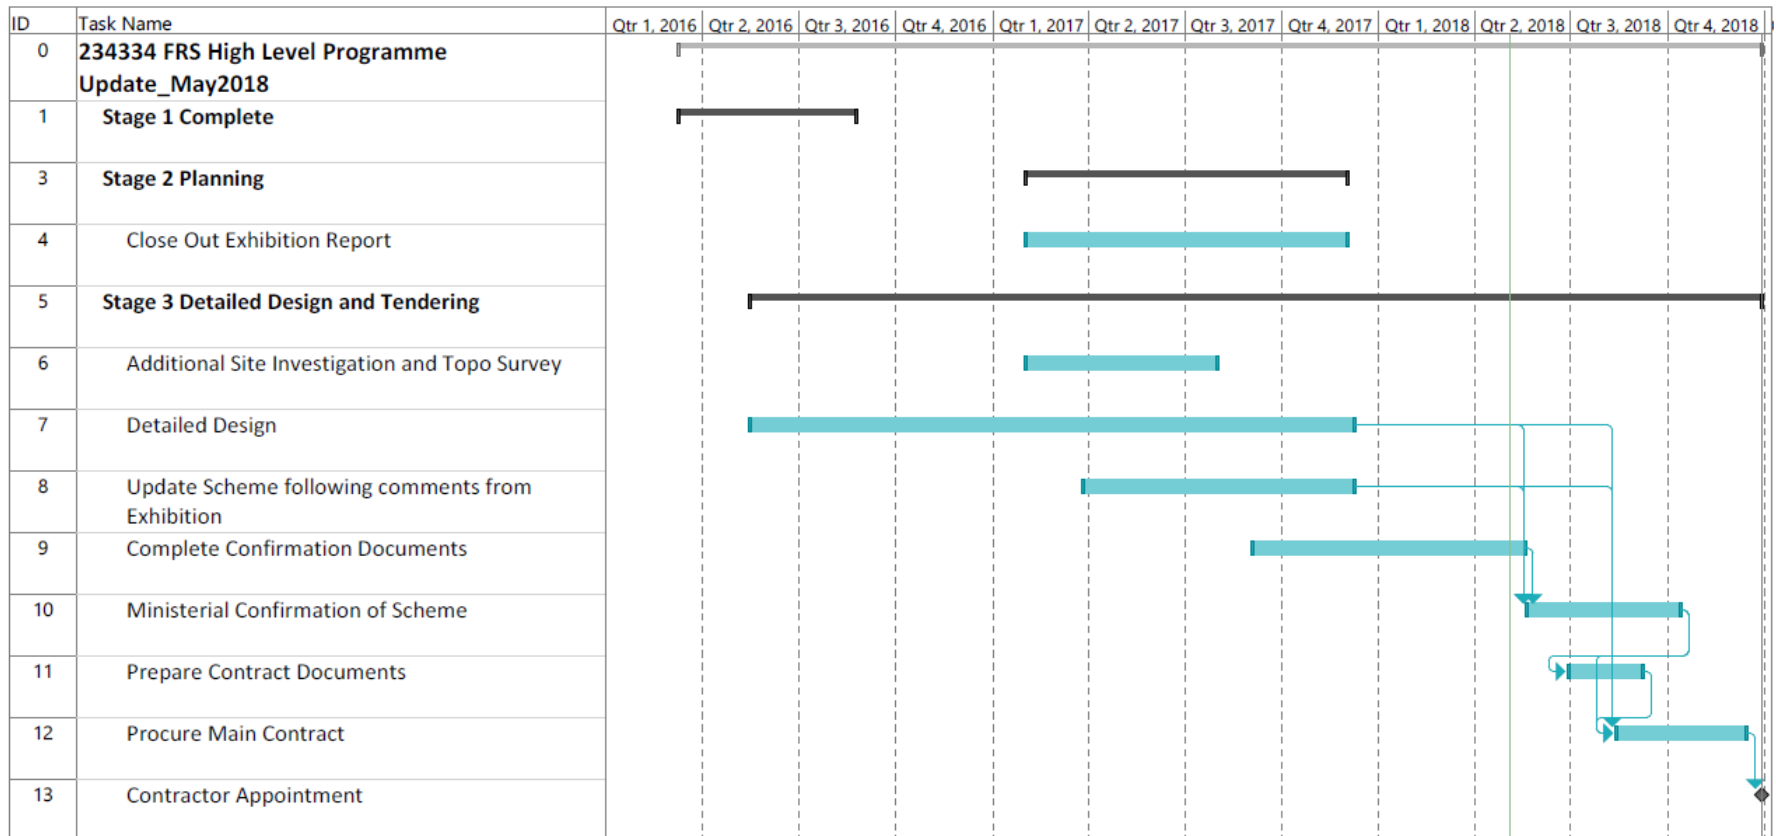 ID Task Name Qtr 1, 2016 Qtr 2, 2016 Qtr 3, 2016 Qtr 4, 2016 Qtr 1, 2017 Qtr 2, 2017 Qtr 3, 2017 Qtr 4, 2017 Qtr 1, 2018 Qtr 2, 2018 Qtr 3, 2018 Qtr 4, 2018
0 234334 FRS High Level Programme
Update_May2018
1 Stage 1 Complete
3 Stage 2 Planning
4 Close Out Exhibition Report
5 Stage 3 Detailed Design and Tendering
6 Additional Site Investigation and Topo Survey
7 Detailed Design
8 Update Scheme following comments from
Exhibition
9 Complete Confirmation Documents
10 Ministerial Confirmation of Scheme
11 Prepare Contract Documents
12 Procure Main Contract
13 Contractor Appointment